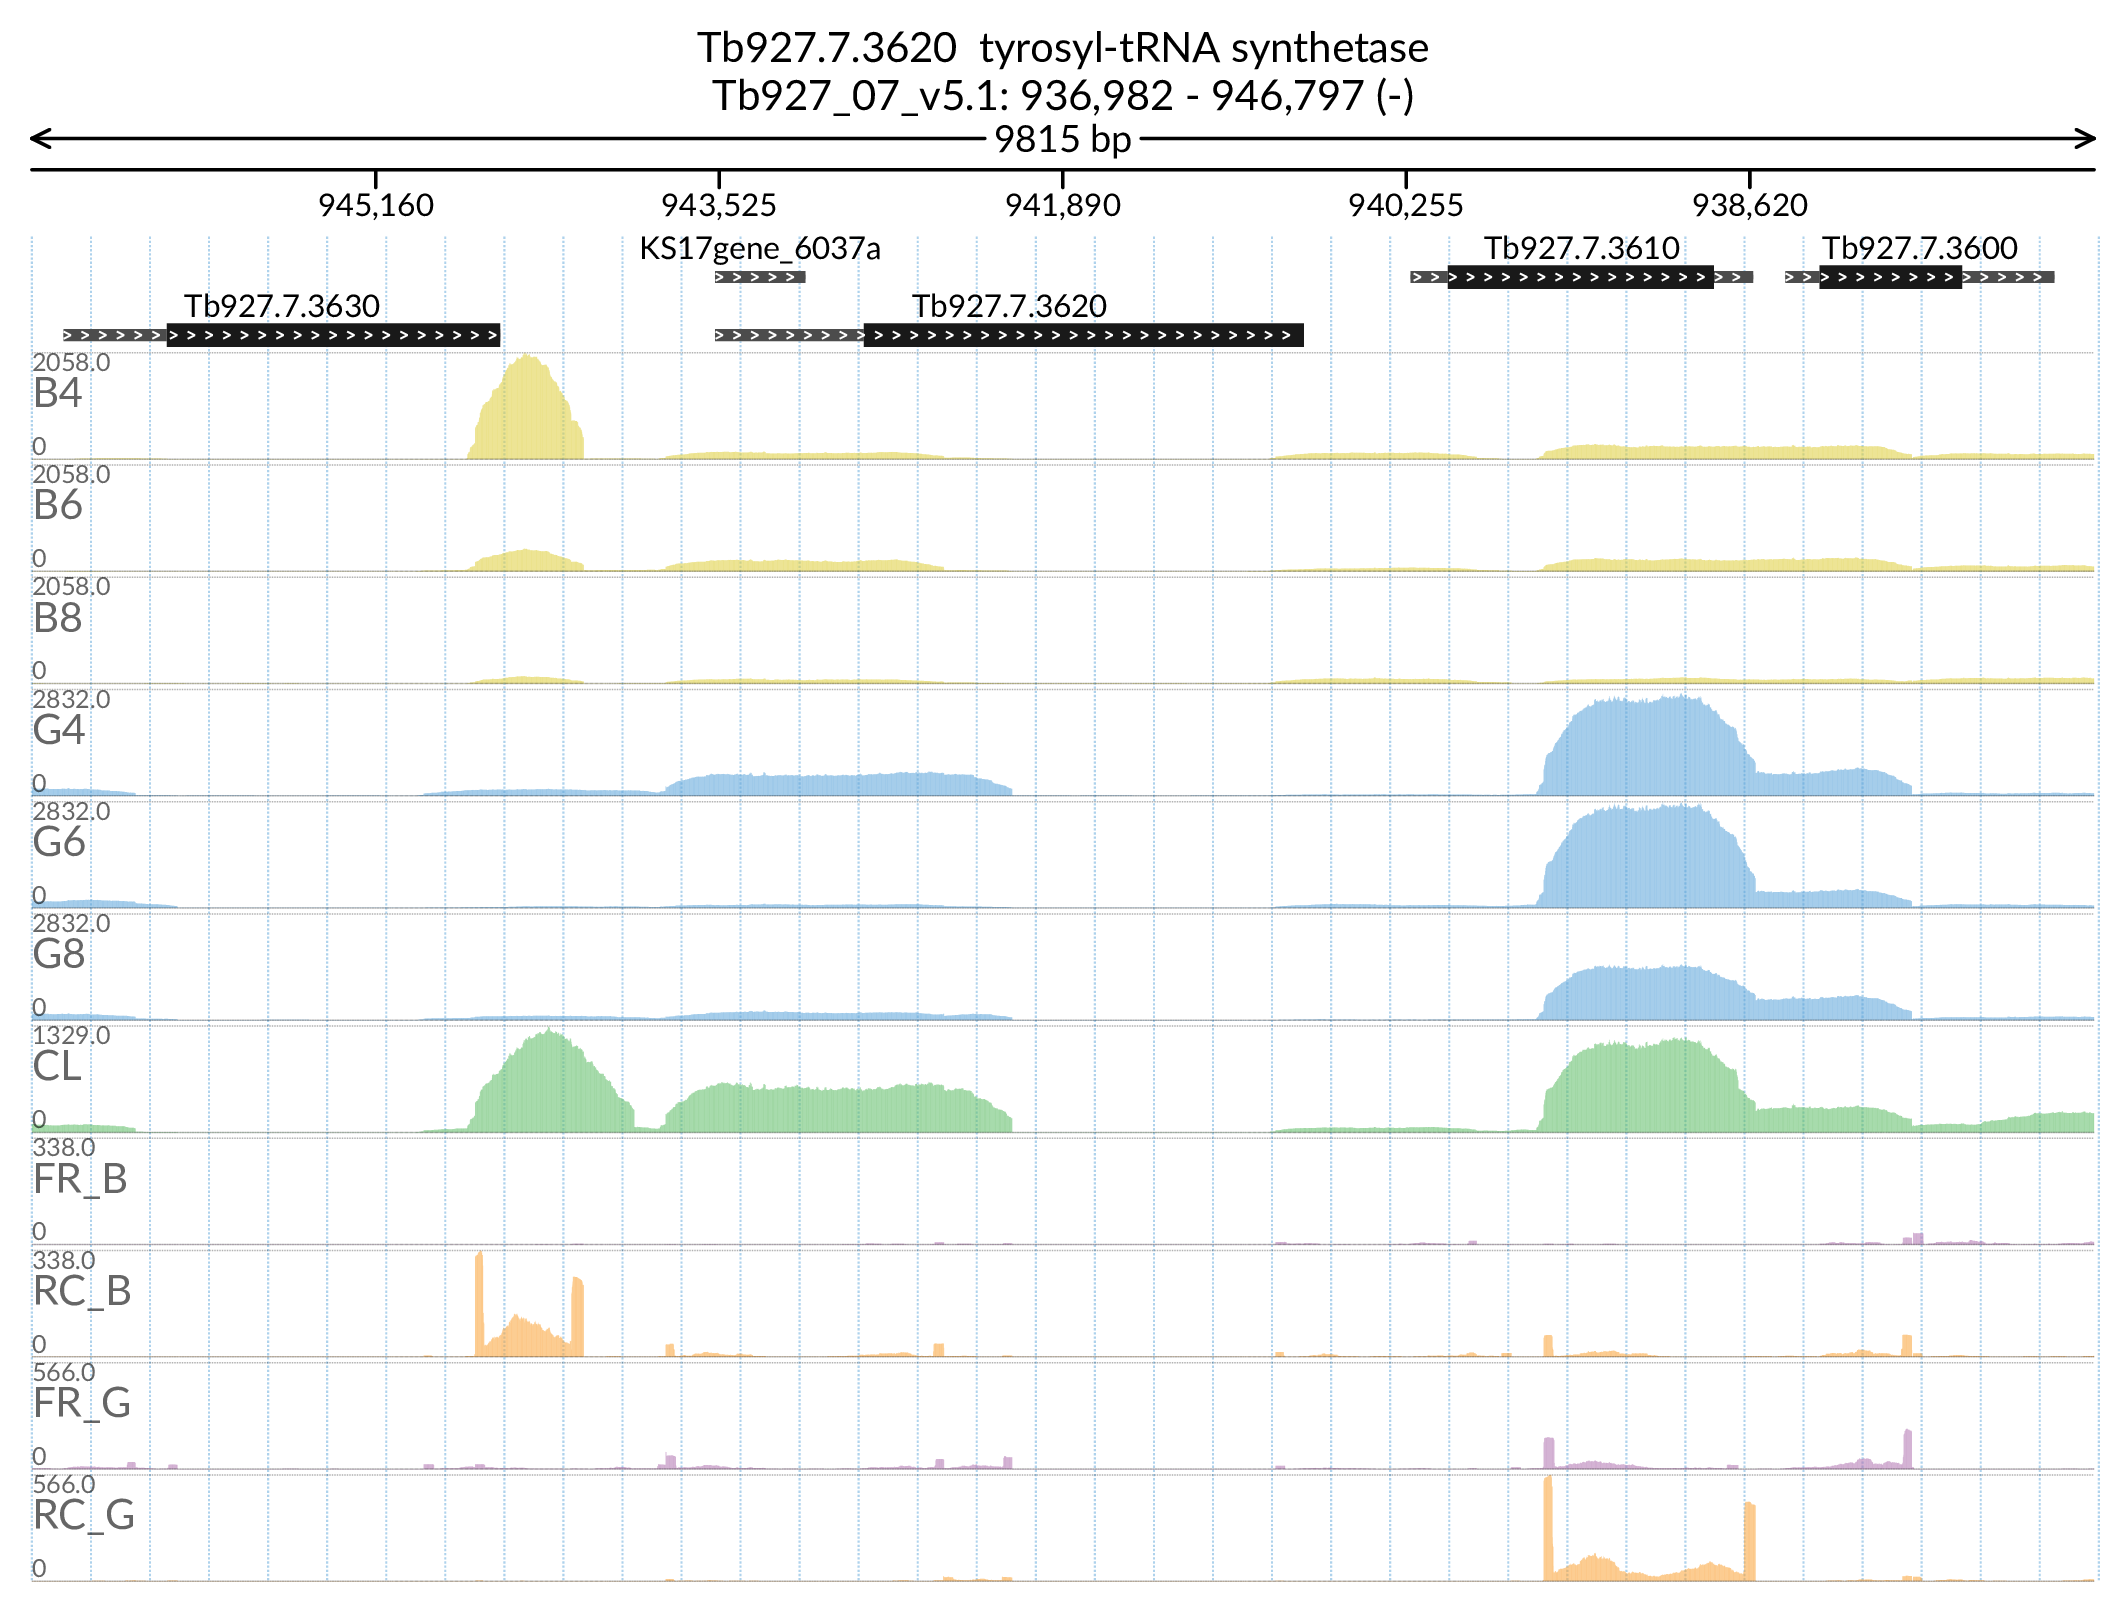 Tb927.7.3620  tyrosyl-tRNA synthetase
Tb927_07_v5.1: 936,982 - 946,797 (-)
9815 bp
945,160 943,525 941,890 940,255 938,620
KS17gene_6037a Tb927.7.3610 Tb927.7.3600
Tb927.7.3630 Tb927.7.3620
2058.0
B4
0
2058.0
B6
0
2058.0
B8
0
2832.0
G4
0
2832.0
G6
0
2832.0
G8
0
1329.0
CL
0
338.0
FR_B
0
338.0
RC_B
0
566.0
FR_G
0
566.0
RC_G
0